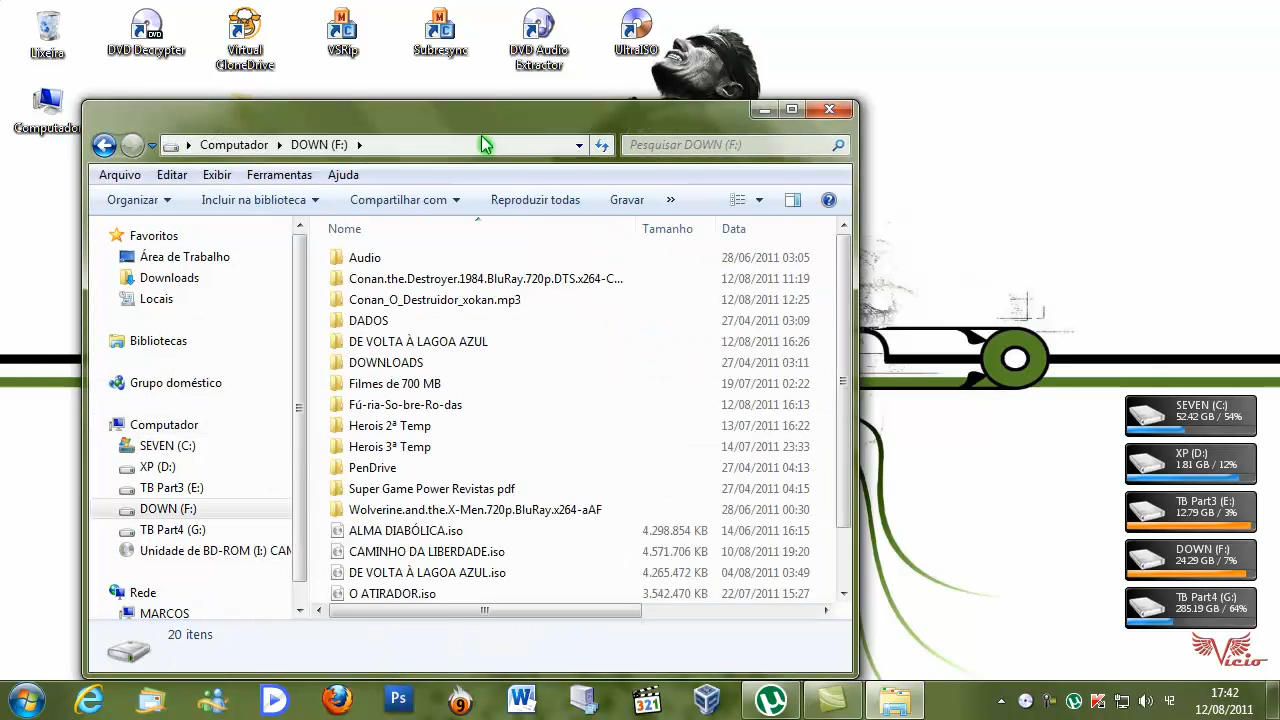 Lixeira
DVD Decrypter
Virtual CloneDrive
VSRip
Subresync
DVD Audio Extractor
UltraISO
Computador
Computador DOWN (F:)
Pesquisar DOWN (F:)
Arquivo Editar Exibir Ferramentas Ajuda
Organizar Incluir na biblioteca Compartilhar com Reproduzir todas Gravar »
Favoritos
Área de Trabalho
Downloads
Locais
Bibliotecas
Grupo doméstico
Computador
SEVEN (C:)
XP (D:)
TB Part3 (E:)
DOWN (F:)
TB Part4 (G:)
Unidade de BD-ROM (I:) CAM
Rede
MARCOS
Nome Tamanho Data
Audio 28/06/2011 03:05
Conan.the.Destroyer.1984.BluRay.720p.DTS.x264-C... 12/08/2011 11:19
Conan_O_Destruidor_xokan.mp3 12/08/2011 12:25
DADOS 27/04/2011 03:09
VOLTA À LAGOA AZUL 12/08/2011 16:26
DOWNLOADS 27/04/2011 03:11
Filmes de 700 MB 19/07/2011 02:22
Fú-ria-So-bre-Ro-das 12/08/2011 16:13
Herois 2ª Temp 13/07/2011 16:22
Herois 3ª Temp 14/07/2011 23:33
PenDrive 27/04/2011 04:13
Super Game Power Revistas pdf 27/04/2011 04:15
Wolverine.and.the.X-Men.720p.BluRay.x264-aAF 28/06/2011 00:30
ALMA DIABÓLICA.iso 4.298.854 KB 14/06/2011 16:15
CAMINHO DA LIBERDADE.iso 4.571.706 KB 10/08/2011 19:20
DE VOLTA À LAGOA AZUL.iso 4.265.472 KB 04/08/2011 03:49
O ATIRADOR.iso 3.542.470 KB 22/07/2011 15:27
20 itens
SEVEN (C:)
52.42 GB / 54%
XP (D:)
1.81 GB / 12%
TB Part3 (E:)
12.79 GB / 3%
DOWN (F:)
24.29 GB / 7%
TB Part4 (G:)
285.19 GB / 64%
Vicio
Ps
9
W
321
42
17:42
12/08/2011